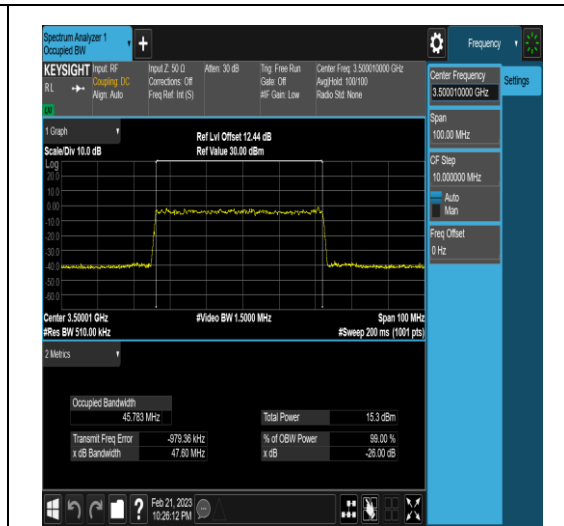 Spectrum Analyzer 1
Occupied BW
Frequency
KEYSIGHT
RL
Input: RF
Coupling: DC
Align: Auto
Input Z: 50 Ω
Corrections: Off
Freq Ref: Int (S)
Atten: 30 dB
Trig: Free Run
Gate: Off
#IF Gain: Low
Center Freq: 3.500010000 GHz
Avg|Hold: 100/100
Radio Std: None
Center Frequency
3.500010000 GHz
Settings
Span
100.00 MHz
CF Step
10.000000 MHz
Auto
Man
Freq Offset
0 Hz
1 Graph
Scale/Div 10.0 dB
Ref Lvl Offset 12.44 dB
Ref Value 30.00 dBm
Log
20.0
10.0
0.00
-10.0
-20.0
-30.0
-40.0
-50.0
-60.0
Center 3.50001 GHz
#Res BW 510.00 kHz
#Video BW 1.5000 MHz
Span 100 MHz
#Sweep 200 ms (1001 pts)
2 Metrics
Occupied Bandwidth
45.783 MHz
Transmit Freq Error -979.36 kHz
x dB Bandwidth 47.60 MHz
Total Power 15.3 dBm
% of OBW Power 99.00 %
x dB -26.00 dB
?
Feb 21, 2023
10:26:12 PM